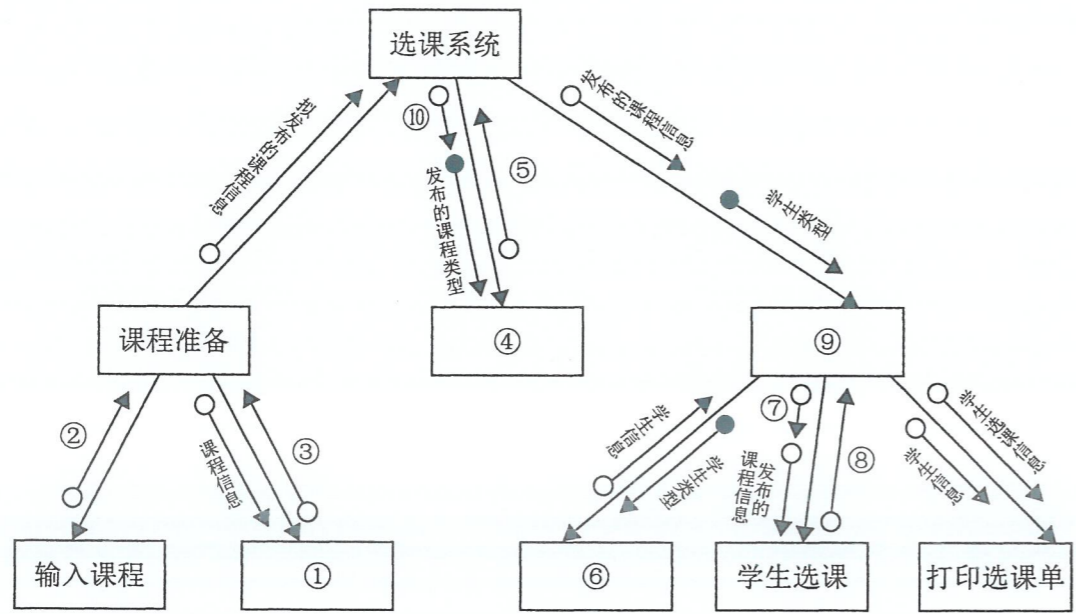 选课系统
拟发布的课程信息
⑩
发布的课程类型
⑤
发布的课程信息
学生类型
课程准备
④
⑨
②
课程信息
③
学生信息
学生类型
⑦
发布的
课程信息
⑧
学生选课信息
学生信息
输入课程
①
⑥
学生选课
打印选课单